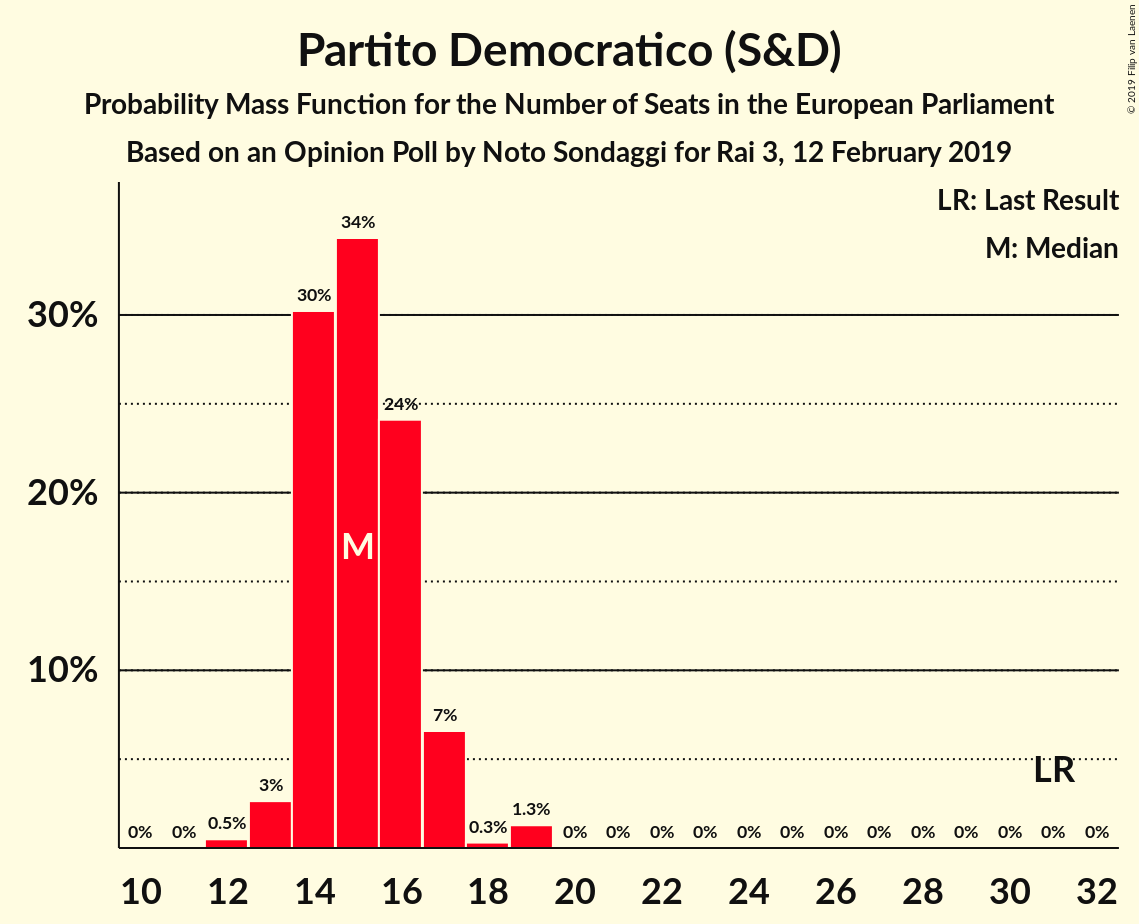 Partito Democratico (S&D)
Probability Mass Function for the Number of Seats in the European Parliament
Based on an Opinion Poll by Noto Sondaggi for Rai 3, 12 February 2019
© 2019 Filip van Laenen
LR: Last Result
M: Median
34%
30%
30%
24%
20%
M
10%
7%
LR
3%
0% 0% 0.5% 0.3% 1.3% 0% 0% 0% 0% 0% 0% 0% 0% 0% 0% 0% 0% 0%
10 12 14 16 18 20 22 24 26 28 30 32